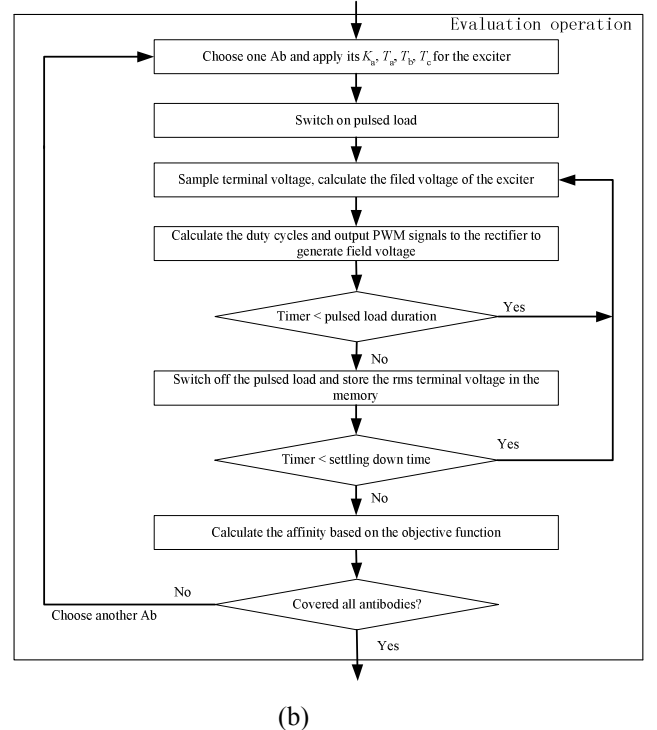 Evaluation operation
Choose one Ab and apply its Ka, Ta, Tb, Tc for the exciter
Switch on pulsed load
Sample terminal voltage, calculate the filed voltage of the exciter
Calculate the duty cycles and output PWM signals to the rectifier to
generate field voltage
Timer < pulsed load duration
Yes
No
Switch off the pulsed load and store the rms terminal voltage in the
memory
Timer < settling down time
Yes
No
Calculate the affinity based on the objective function
Covered all antibodies?
No
Choose another Ab
Yes
(b)